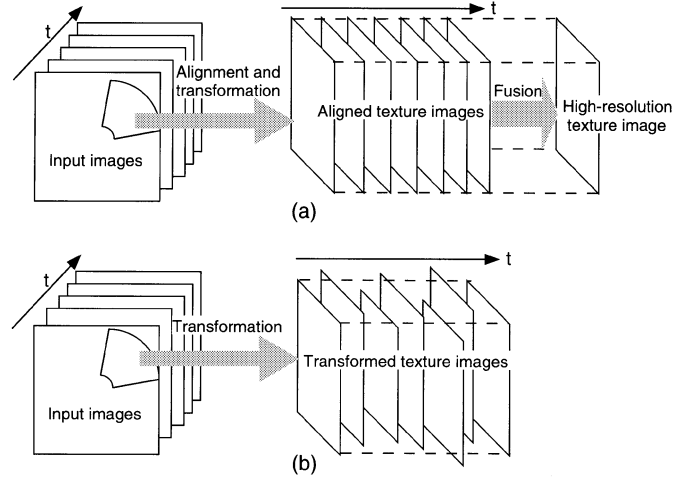 t
t
Alignment and
transformation
Fusion
Aligned texture images
High-resolution
texture image
Input images
(a)
t
t
Transformation
Transformed texture images
Input images
(b)